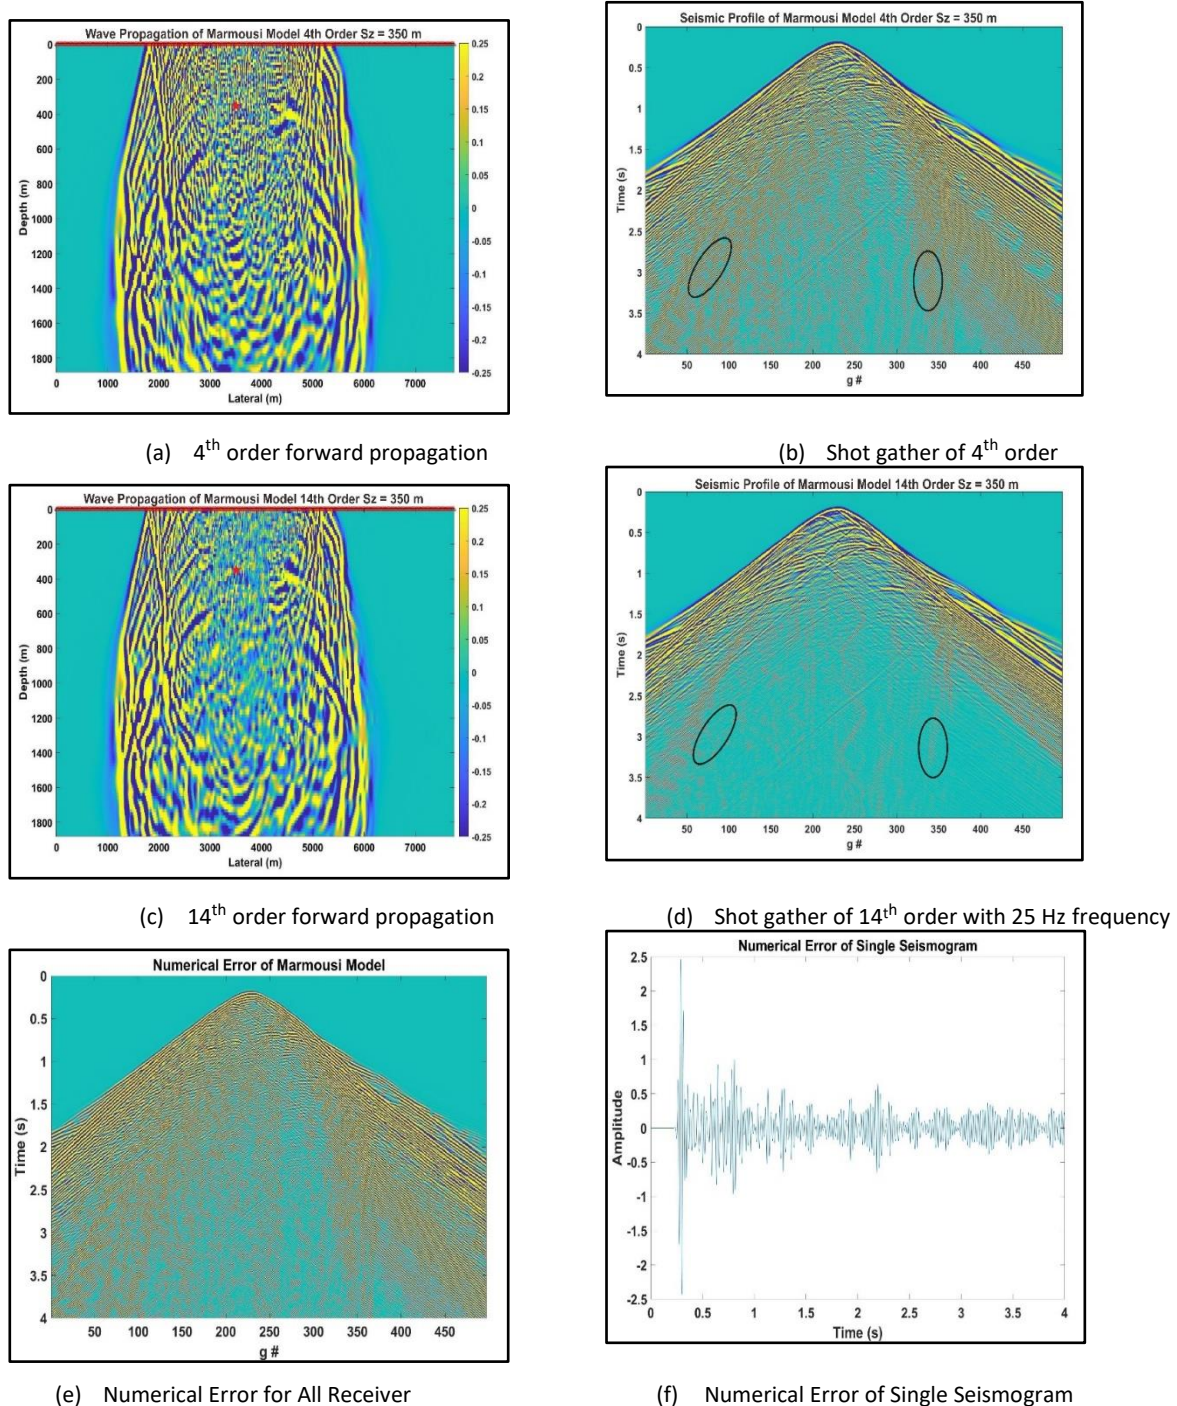 Wave Propagation of Marmousi Model 4th Order Sz = 350 m
0
200
400
600
800
1000
1200
1400
1600
1800
Depth (m)
0 1000 2000 3000 4000 5000 6000 7000
Lateral (m)
0.25
0.2
0.15
0.1
0.05
0
-0.05
-0.1
-0.15
-0.2
-0.25
Seismic Profile of Marmousi Model 4th Order Sz = 350 m
0
0.5
1
1.5
2
2.5
3
3.5
4
Time (s)
50 100 150 200 250 300 350 400 450
g #
(a) 4th order forward propagation
(b) Shot gather of 4th order
Wave Propagation of Marmousi Model 14th Order Sz = 350 m
0
200
400
600
800
1000
1200
1400
1600
1800
Depth (m)
0 1000 2000 3000 4000 5000 6000 7000
Lateral (m)
0.25
0.2
0.15
0.1
0.05
0
-0.05
-0.1
-0.15
-0.2
-0.25
Seismic Profile of Marmousi Model 14th Order Sz = 350 m
0
0.5
1
1.5
2
2.5
3
3.5
4
Time (s)
50 100 150 200 250 300 350 400 450
g #
(c) 14th order forward propagation
(d) Shot gather of 14th order with 25 Hz frequency
Numerical Error of Marmousi Model
0
0.5
1
1.5
2
2.5
3
3.5
4
Time (s)
50 100 150 200 250 300 350 400 450
g #
Numerical Error of Single Seismogram
2.5
2
1.5
1
0.5
0
-0.5
-1
-1.5
-2
-2.5
Amplitude
0 0.5 1 1.5 2 2.5 3 3.5 4
Time (s)
(e) Numerical Error for All Receiver
(f) Numerical Error of Single Seismogram